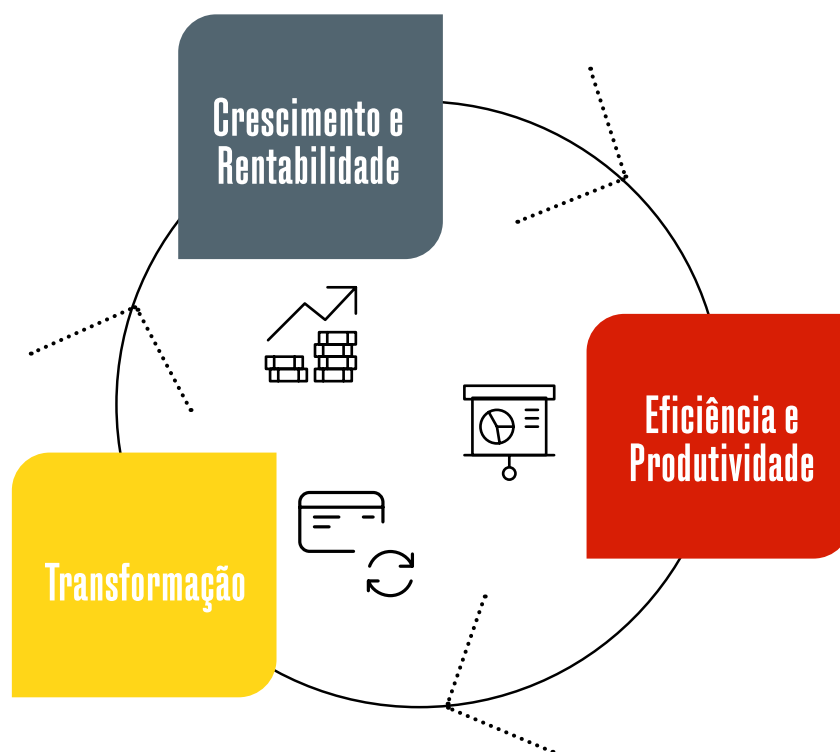 Crescimento e
Rentabilidade
Eficiência e
Produtividade
Transformação